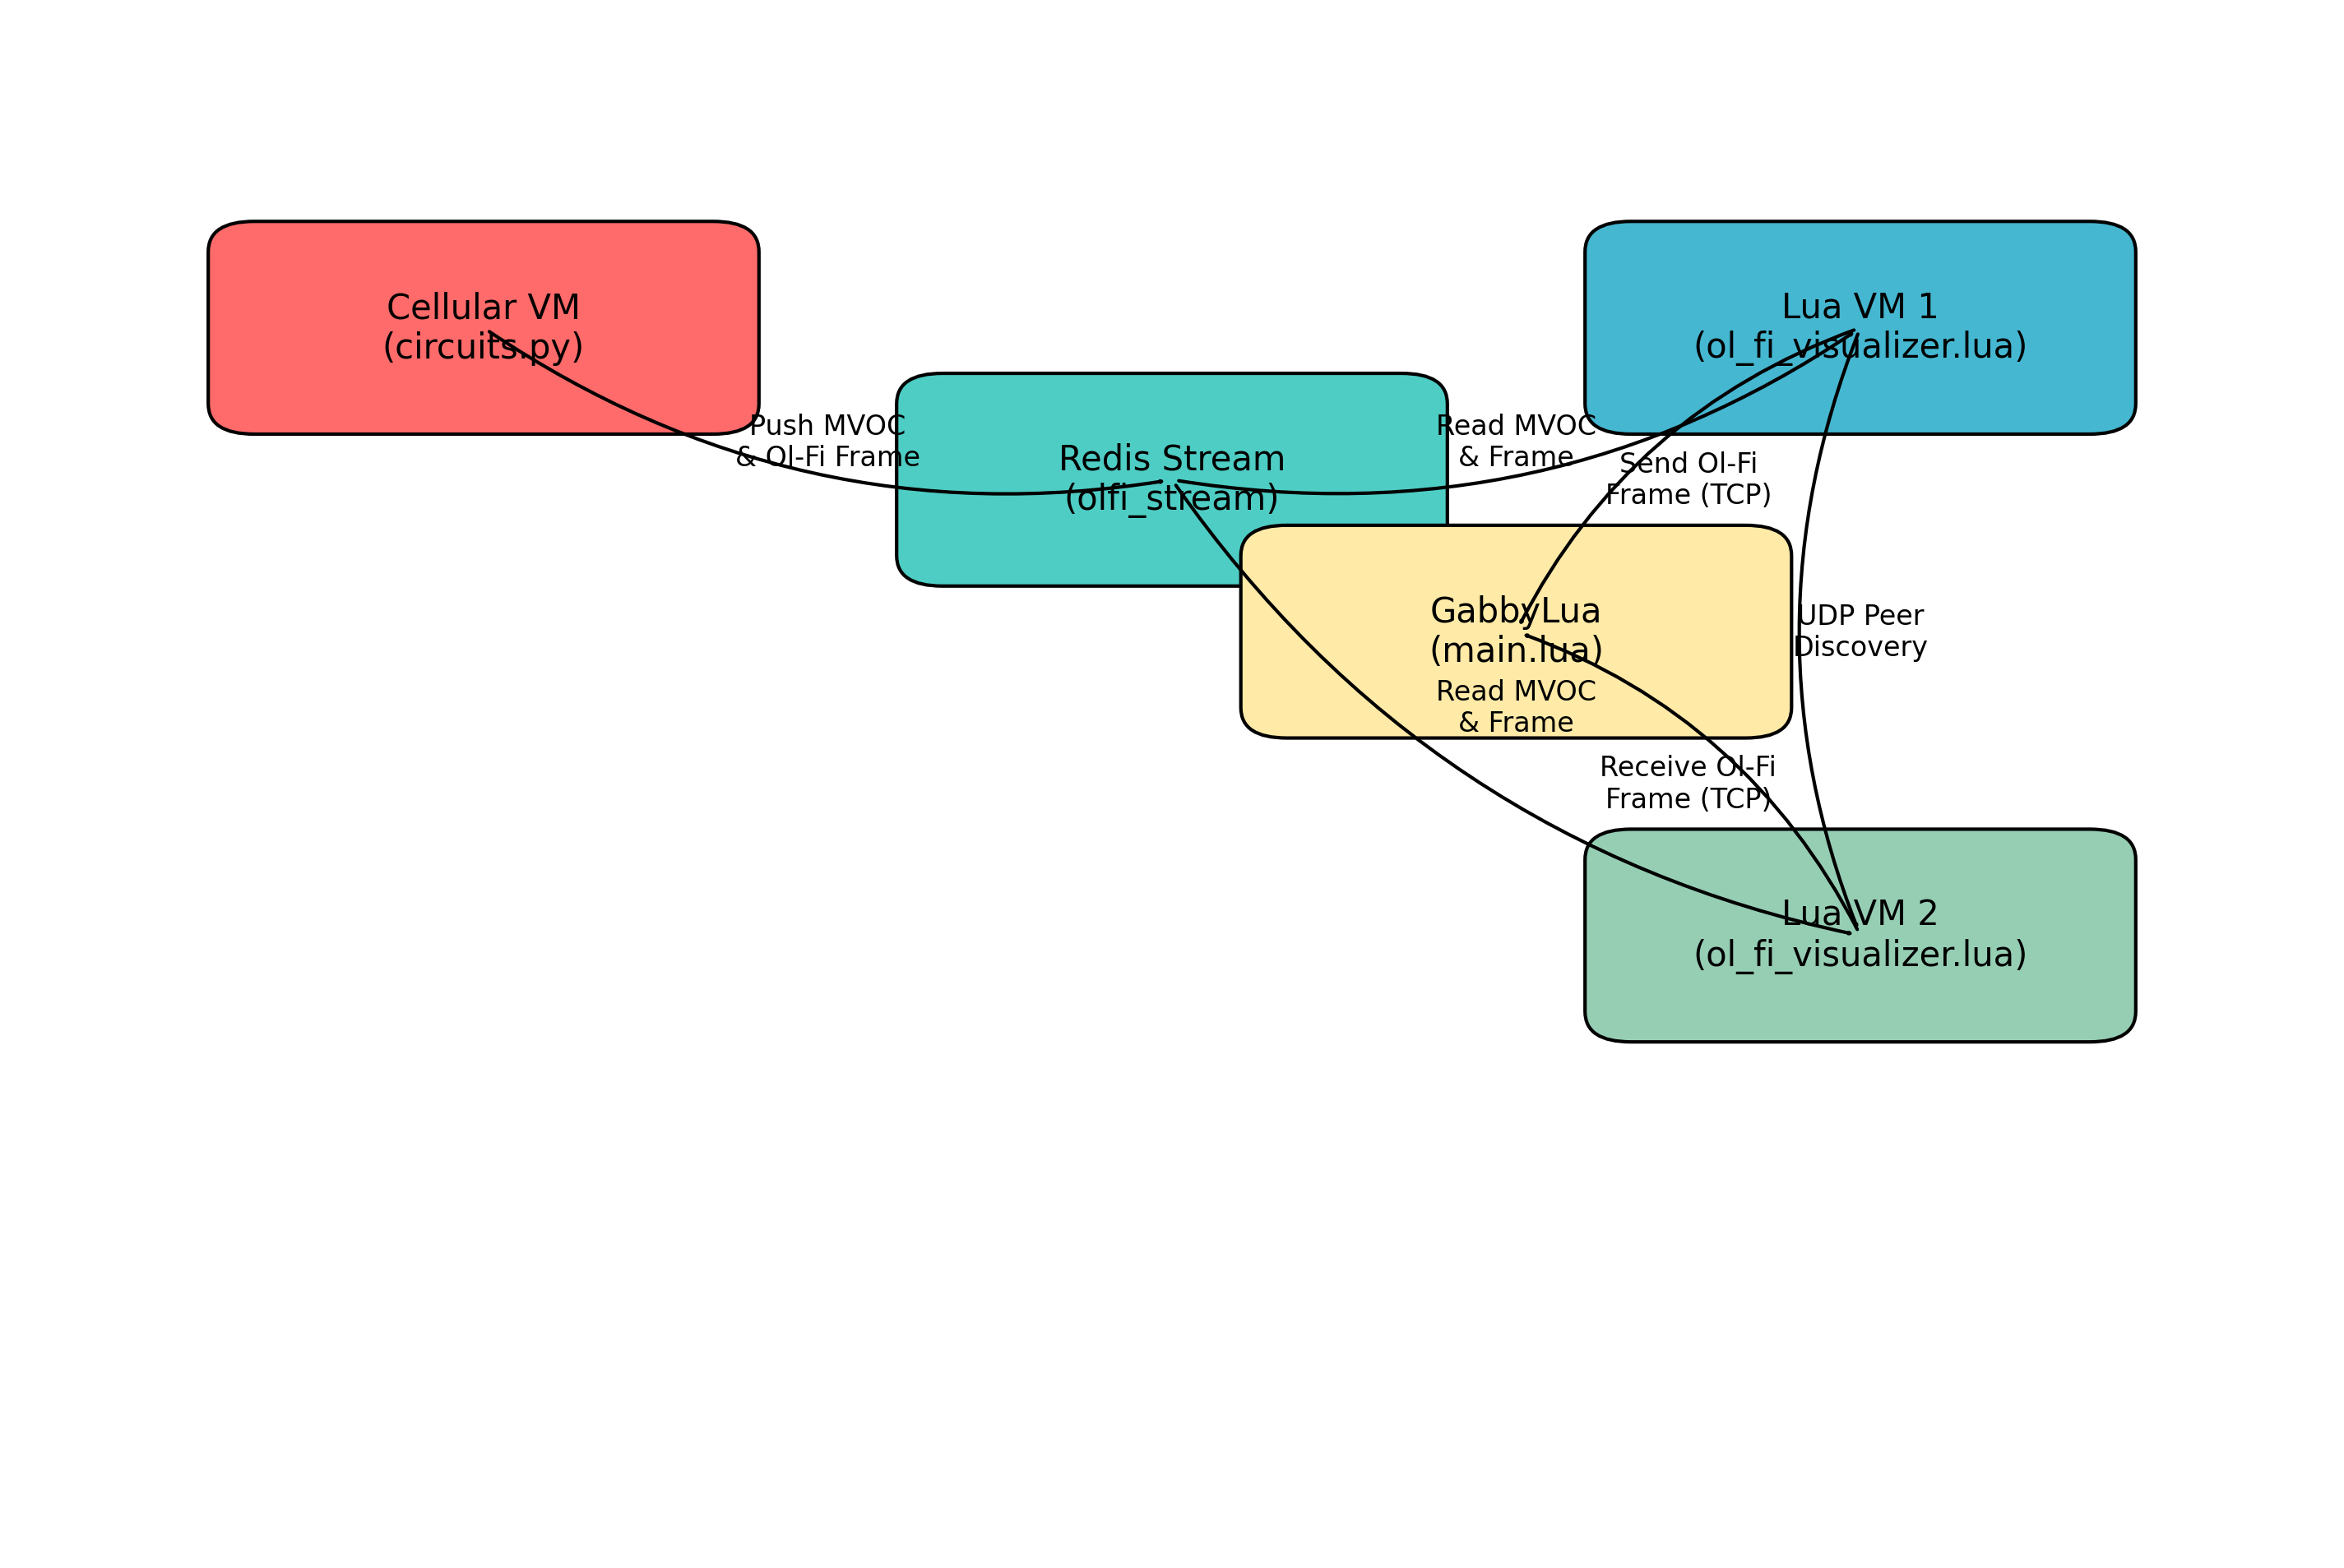 Cellular VM
(circuits.py)
Lua VM 1
(ol_fi_visualizer.lua)
Push MVOC
& Ol-Fi Frame
Redis Stream
(olfi_stream)
Read MVOC
& Frame
Send Ol-Fi
Frame (TCP)
GabbyLua
(main.lua)
UDP Peer
Discovery
Read MVOC
& Frame
Receive Ol-Fi
Frame (TCP)
Lua VM 2
(ol_fi_visualizer.lua)